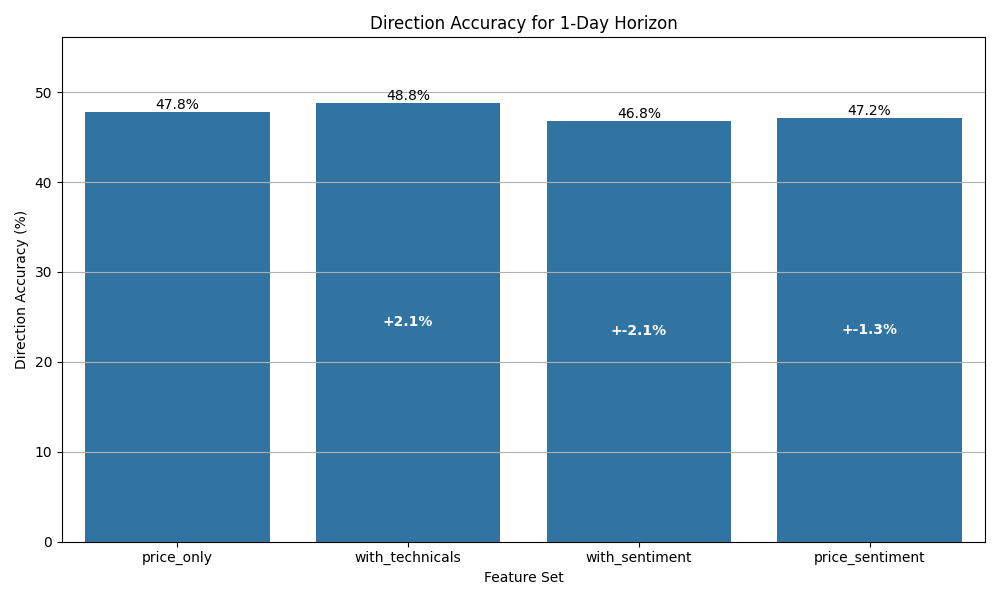 Direction Accuracy for 1-Day Horizon
Direction Accuracy (%)
50
40
30
20
10
0
47.8%
48.8%
46.8%
47.2%
+2.1%
+-2.1%
+-1.3%
price_only
with_technicals
with_sentiment
price_sentiment
Feature Set